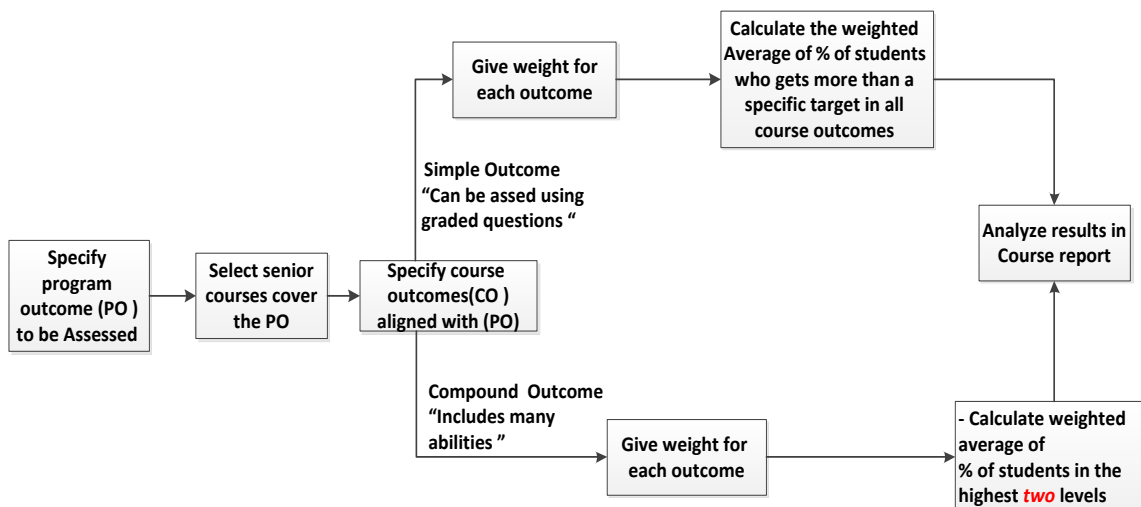 Specify
program
outcome (PO )
to be Assessed
Select senior
courses cover
the PO
Specify course
outcomes(CO )
aligned with (PO)
Simple Outcome
“Can be assed using
graded questions “
Give weight for
each outcome
Calculate the weighted
Average of % of students
who gets more than a
specific target in all
course outcomes
Compound Outcome
“Includes many
abilities ”
Give weight for
each outcome
- Calculate weighted
average of
% of students in the
highest two levels
Analyze results in
Course report